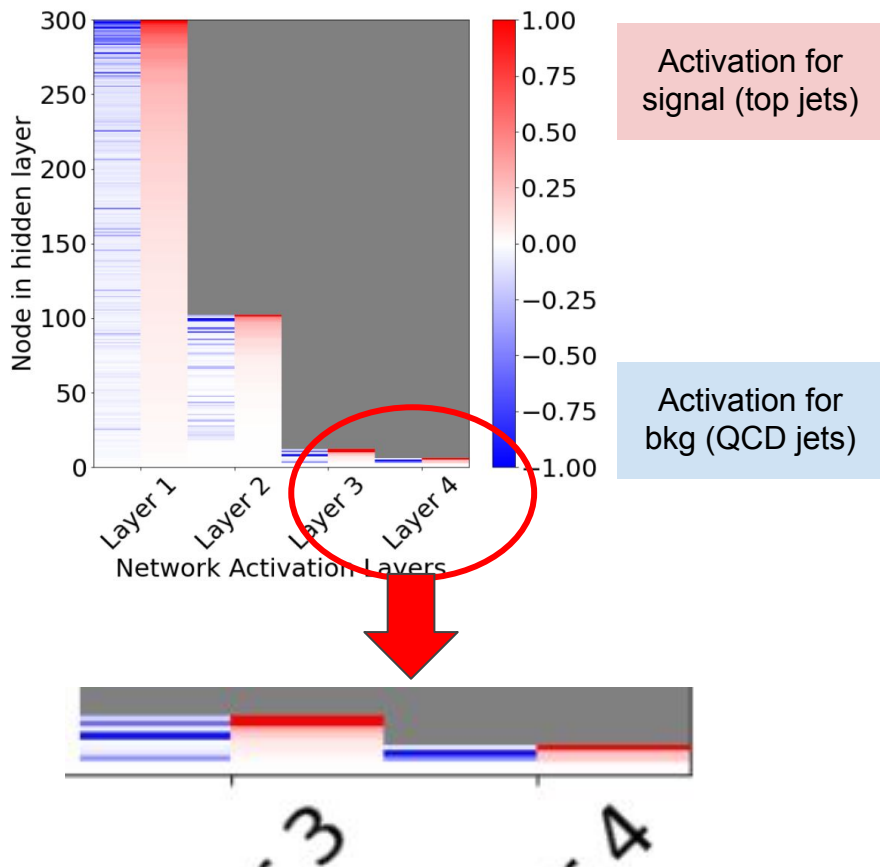 300
250
200
150
100
50
0
Node in hidden layer
Layer 1
Layer 2
Layer 3
Layer 4
Network Activation Layers
1.00
0.75
0.50
0.25
0.00
−0.25
−0.50
−0.75
−1.00
Activation for
signal (top jets)
Activation for
bkg (QCD jets)
3
4